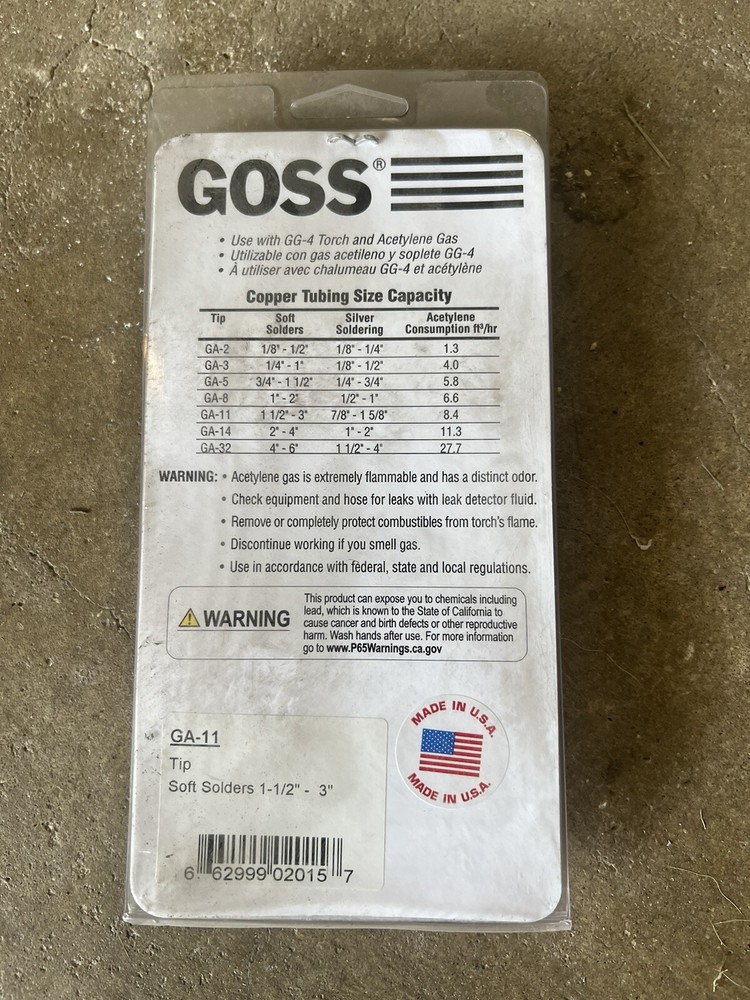 GOSS®
• Use with GG-4 Torch and Acetylene Gas
• Utilizable con gas acetileno y soplete GG-4
• À utiliser avec chalumeau GG-4 et acétylène
Copper Tubing Size Capacity
Tip Soft Solders Silver Soldering Acetylene Consumption ft³/hr
GA-2 1/8" - 1/2" 1/8" - 1/4" 1.3
GA-3 1/4" - 1" 1/8" - 1/2" 4.0
GA-5 3/4" - 1 1/2" 1/4" - 3/4" 5.8
GA-8 1" - 2" 1/2" - 1" 6.6
GA-11 1 1/2" - 3" 7/8" - 1 5/8" 8.4
GA-14 2" - 4" 1" - 2" 11.3
GA-32 4" - 6" 1 1/2" - 4" 27.7
WARNING: • Acetylene gas is extremely flammable and has a distinct odor.
• Check equipment and hose for leaks with leak detector fluid.
• Remove or completely protect combustibles from torch's flame.
• Discontinue working if you smell gas.
• Use in accordance with federal, state and local regulations.
WARNING
This product can expose you to chemicals including
lead, which is known to the State of California to
cause cancer and birth defects or other reproductive
harm. Wash hands after use. For more information
go to www.P65Warnings.ca.gov
GA-11
Tip
Soft Solders 1-1/2" - 3"
6 62999 02015 7
MADE IN U.S.A.
MADE IN U.S.A.